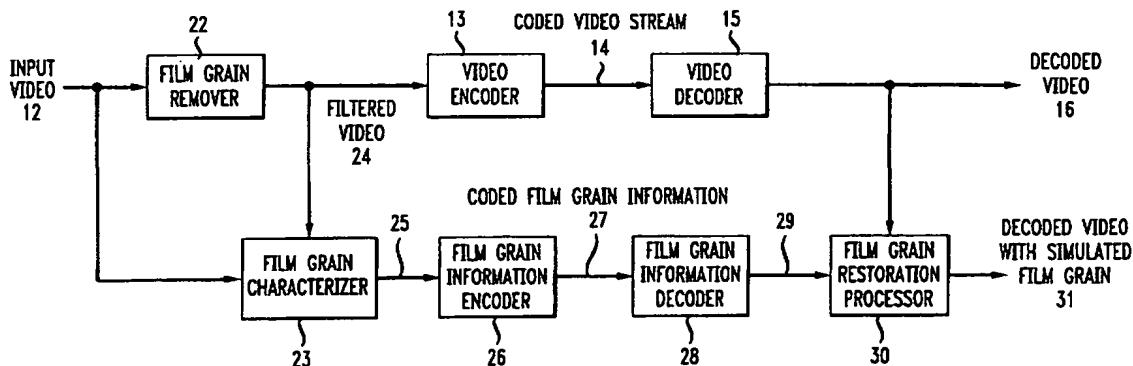 22
13
CODED VIDEO STREAM
14
15
INPUT
VIDEO
12
FILM GRAIN
REMOVER
VIDEO
ENCODER
VIDEO
DECODER
DECODED
VIDEO
16
FILTERED
VIDEO
24
CODED FILM GRAIN INFORMATION
25
27
29
FILM GRAIN
CHARACTERIZER
FILM GRAIN
INFORMATION
ENCODER
FILM GRAIN
INFORMATION
DECODER
FILM GRAIN
RESTORATION
PROCESSOR
DECODED VIDEO
WITH SIMULATED
FILM GRAIN
31
23
26
28
30